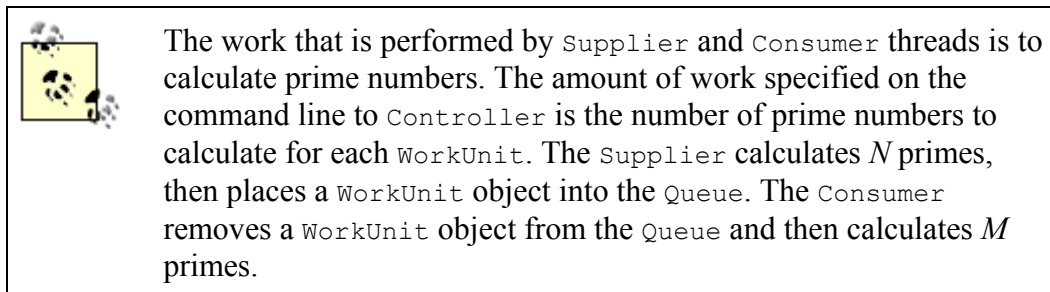 The work that is performed by Supplier and Consumer threads is to
calculate prime numbers. The amount of work specified on the
command line to Controller is the number of prime numbers to
calculate for each WorkUnit. The Supplier calculates N primes,
then places a WorkUnit object into the Queue. The Consumer
removes a WorkUnit object from the Queue and then calculates M
primes.